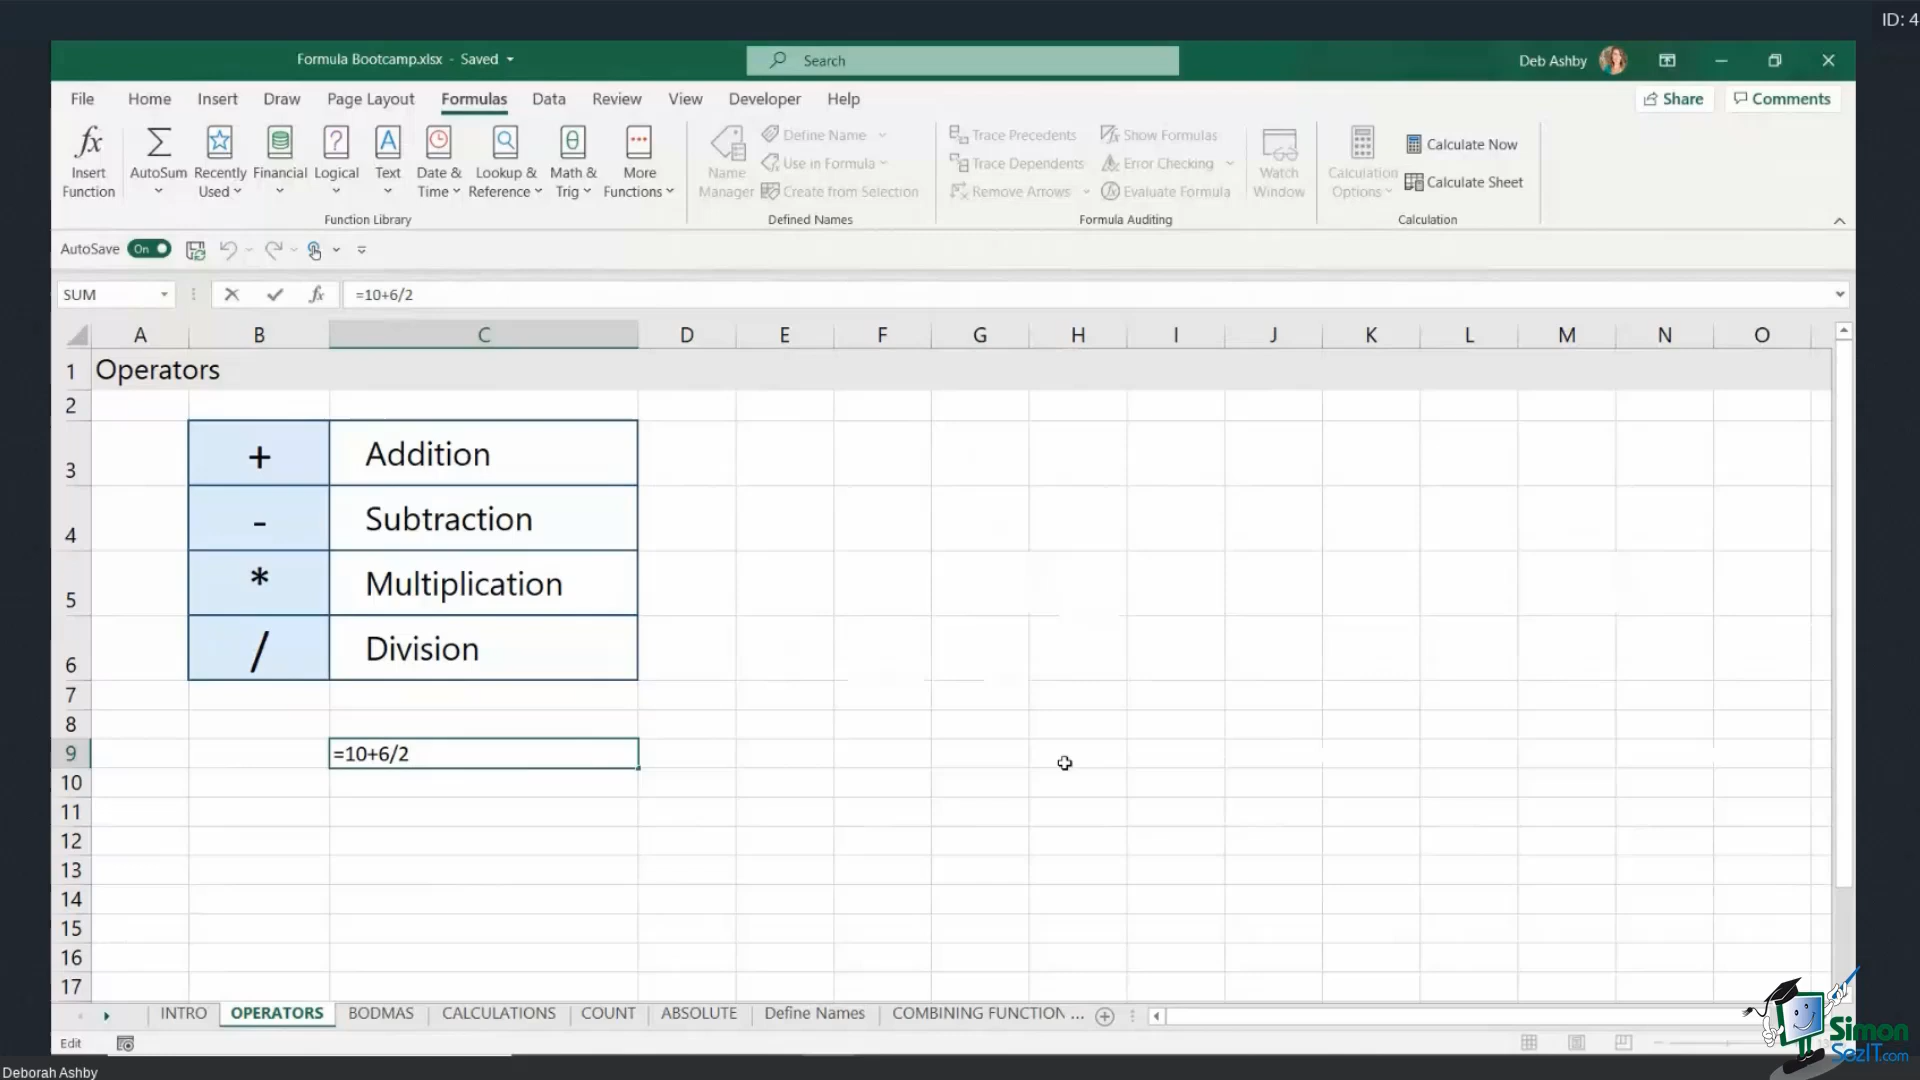 ID: 4
Formula Bootcamp.xlsx - Saved
Search
Deb Ashby
File Home Insert Draw Page Layout Formulas Data Review View Developer Help
Share Comments
fx Insert Function
AutoSum
Recently Used
Financial
Logical
Text
Date & Time
Lookup & Reference
Math & Trig
More Functions
Function Library
Name Manager
Define Name
Use in Formula
Create from Selection
Defined Names
Trace Precedents
Trace Dependents
Remove Arrows
Show Formulas
Error Checking
Evaluate Formula
Formula Auditing
Watch Window
Calculation Options
Calculate Now
Calculate Sheet
Calculation
AutoSave On
SUM fx =10+6/2
A B C D E F G H I J K L M N O
1 Operators
2
3 + Addition
4 - Subtraction
5 * Multiplication
6 / Division
7
8
9 =10+6/2
10
11
12
13
14
15
16
17
INTRO OPERATORS BODMAS CALCULATIONS COUNT ABSOLUTE Define Names COMBINING FUNCTION ...
Edit
Simon
SezIT.com
Deborah Ashby